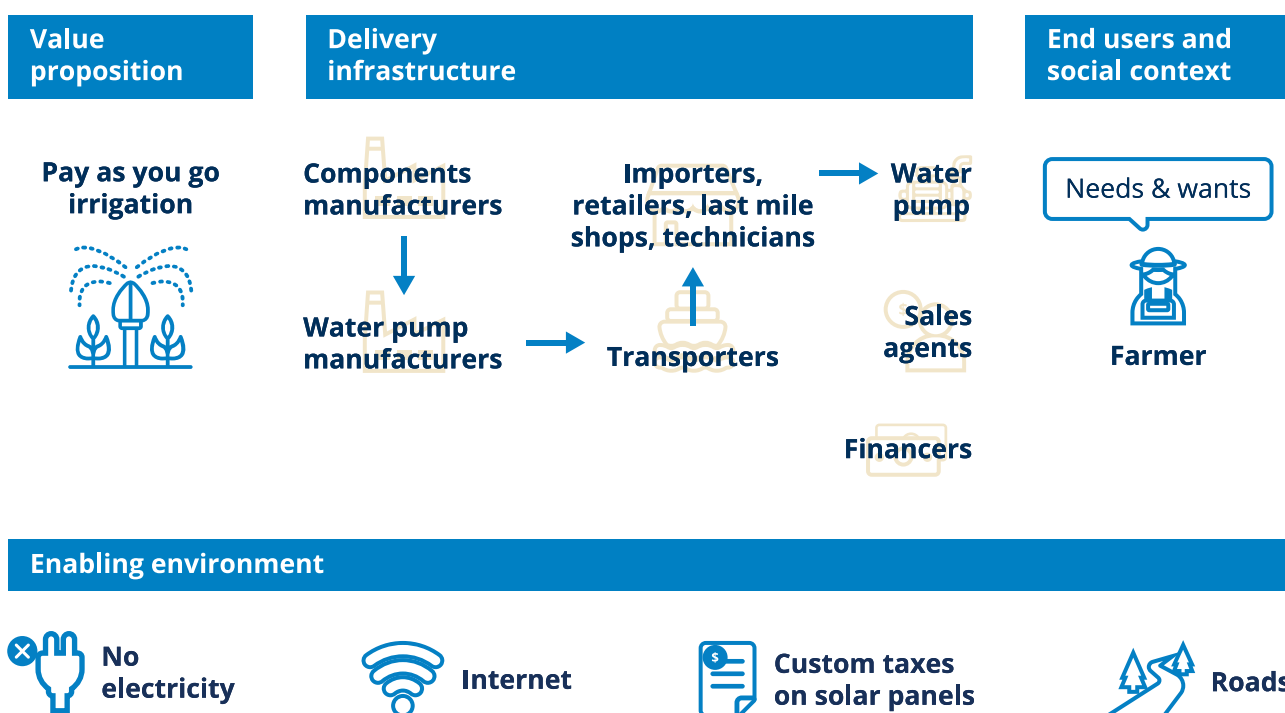 Value
proposition
Delivery
infrastructure
End users and
social context
Pay as you go
irrigation
Components
manufacturers
Importers,
retailers, last mile
shops, technicians
Water
pump
Needs & wants
Water pump
manufacturers
Transporters
Sales
agents
Farmer
Financers
Enabling environment
No
electricity
Internet
$
Custom taxes
on solar panels
Roads